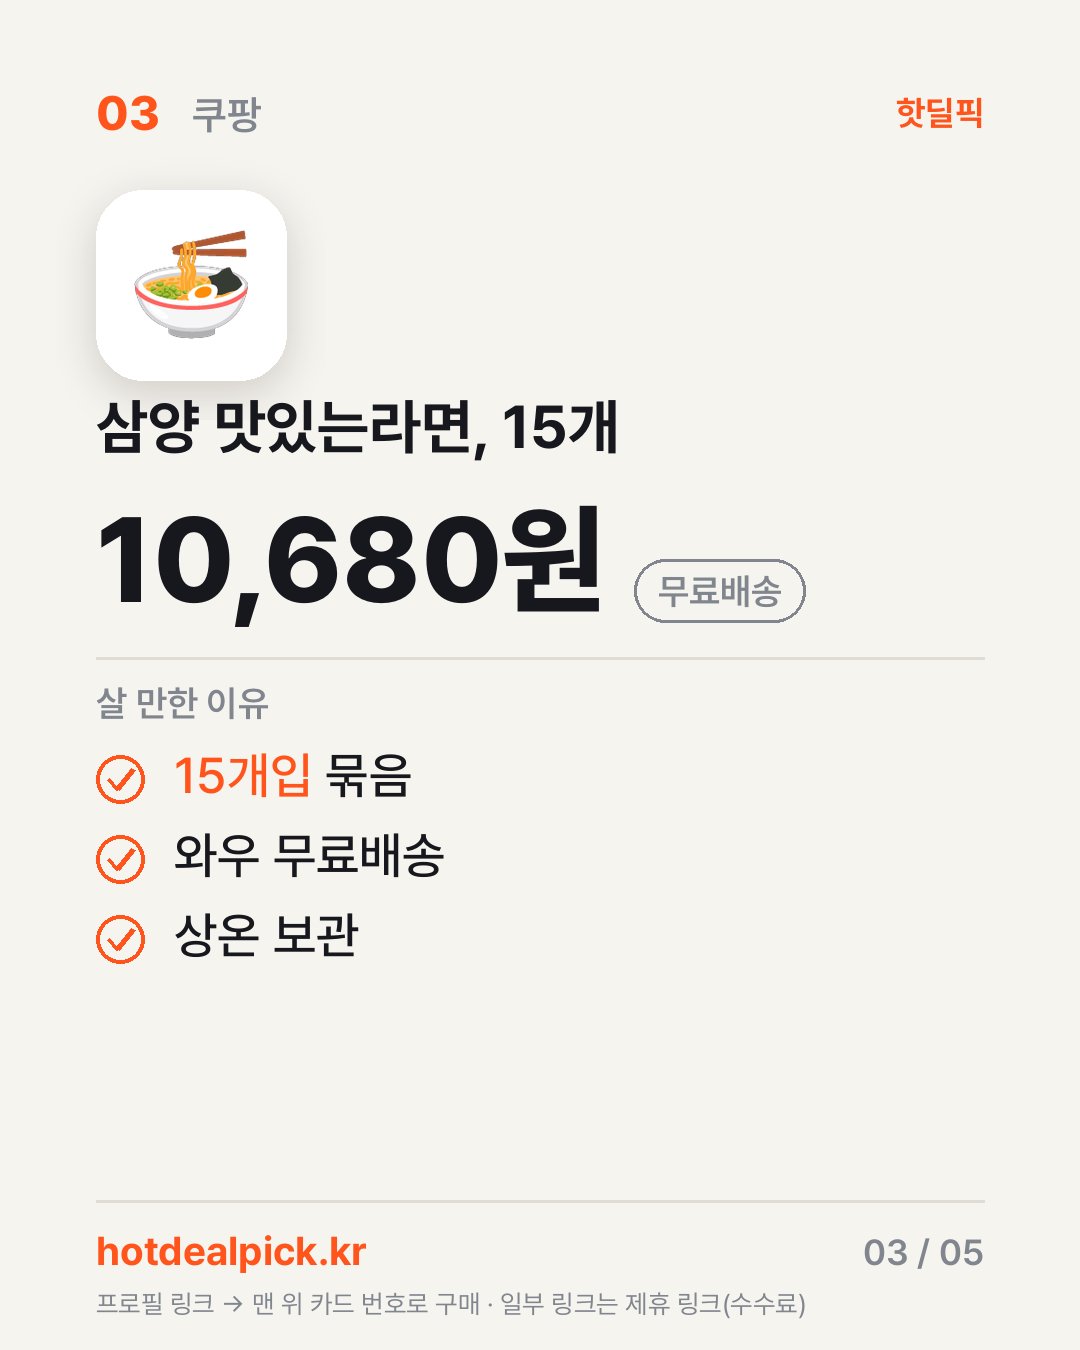 03 쿠팡
핫딜픽
삼양 맛있는라면, 15개
10,680원 무료배송
살 만한 이유
15개입 묶음
와우 무료배송
상온 보관
hotdealpick.kr
03 / 05
프로필 링크 → 맨 위 카드 번호로 구매 · 일부 링크는 제휴 링크(수수료)